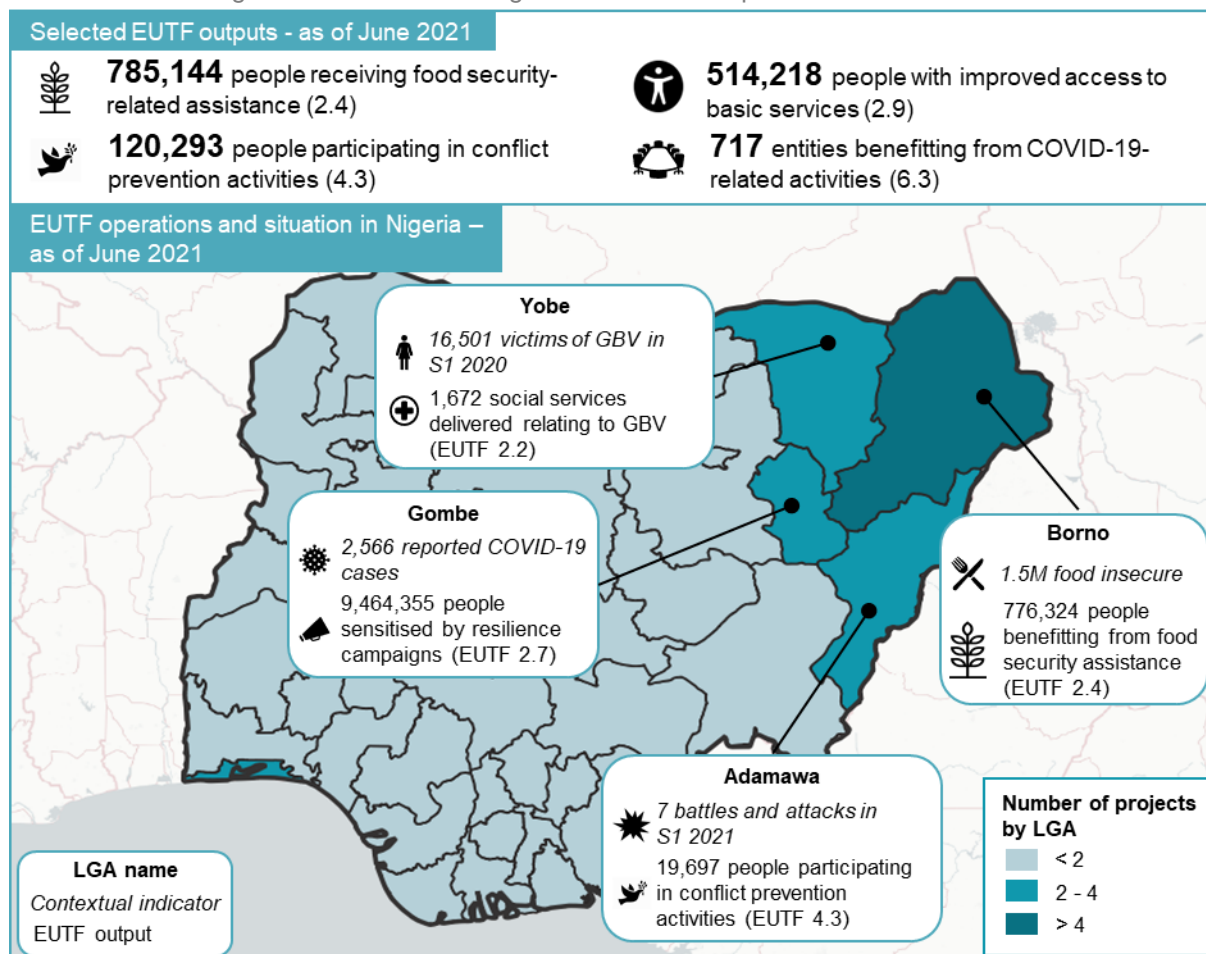 Selected EUTF outputs - as of June 2021
785,144 people receiving food security-
related assistance (2.4)
514,218 people with improved access to
basic services (2.9)
120,293 people participating in conflict
prevention activities (4.3)
717 entities benefitting from COVID-19-
related activities (6.3)
EUTF operations and situation in Nigeria –
as of June 2021
Yobe
16,501 victims of GBV in
S1 2020
1,672 social services
delivered relating to GBV
(EUTF 2.2)
Gombe
2,566 reported COVID-19
cases
9,464,355 people
sensitised by resilience
campaigns (EUTF 2.7)
Borno
1.5M food insecure
776,324 people
benefitting from food
security assistance
(EUTF 2.4)
Adamawa
7 battles and attacks in
S1 2021
19,697 people participating
in conflict prevention
activities (EUTF 4.3)
LGA name
Contextual indicator
EUTF output
Number of projects
by LGA
< 2
2 - 4
> 4